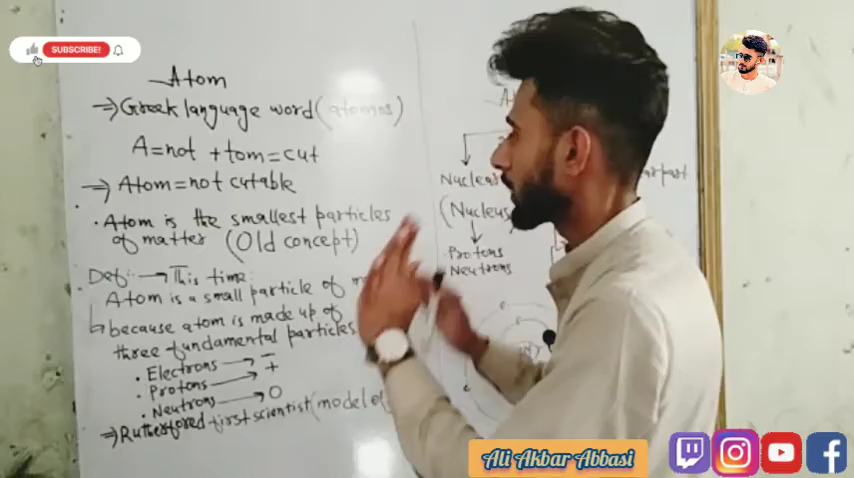 SUBSCRIBE!
Atom
=> Greek language word (atomos)
A=not + tom=cut
=> Atom=not cutable
• Atom is the smallest particles
of matter (Old concept)
Def:- → This time:
Atom is a small particle of
because atom is made up of
three fundamental particles
• Electrons → −
• Protons → +
• Neutrons → O
=> Rutherford first scientist (model of
Nuclear
(Nucleus
• Protons
• Neutrons
part
Ali Akbar Abbasi